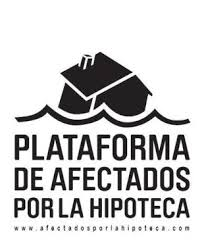 PLATAFORMA
DE AFECTADOS
POR LA HIPOTECA
www.afectadosporlahipoteca.com